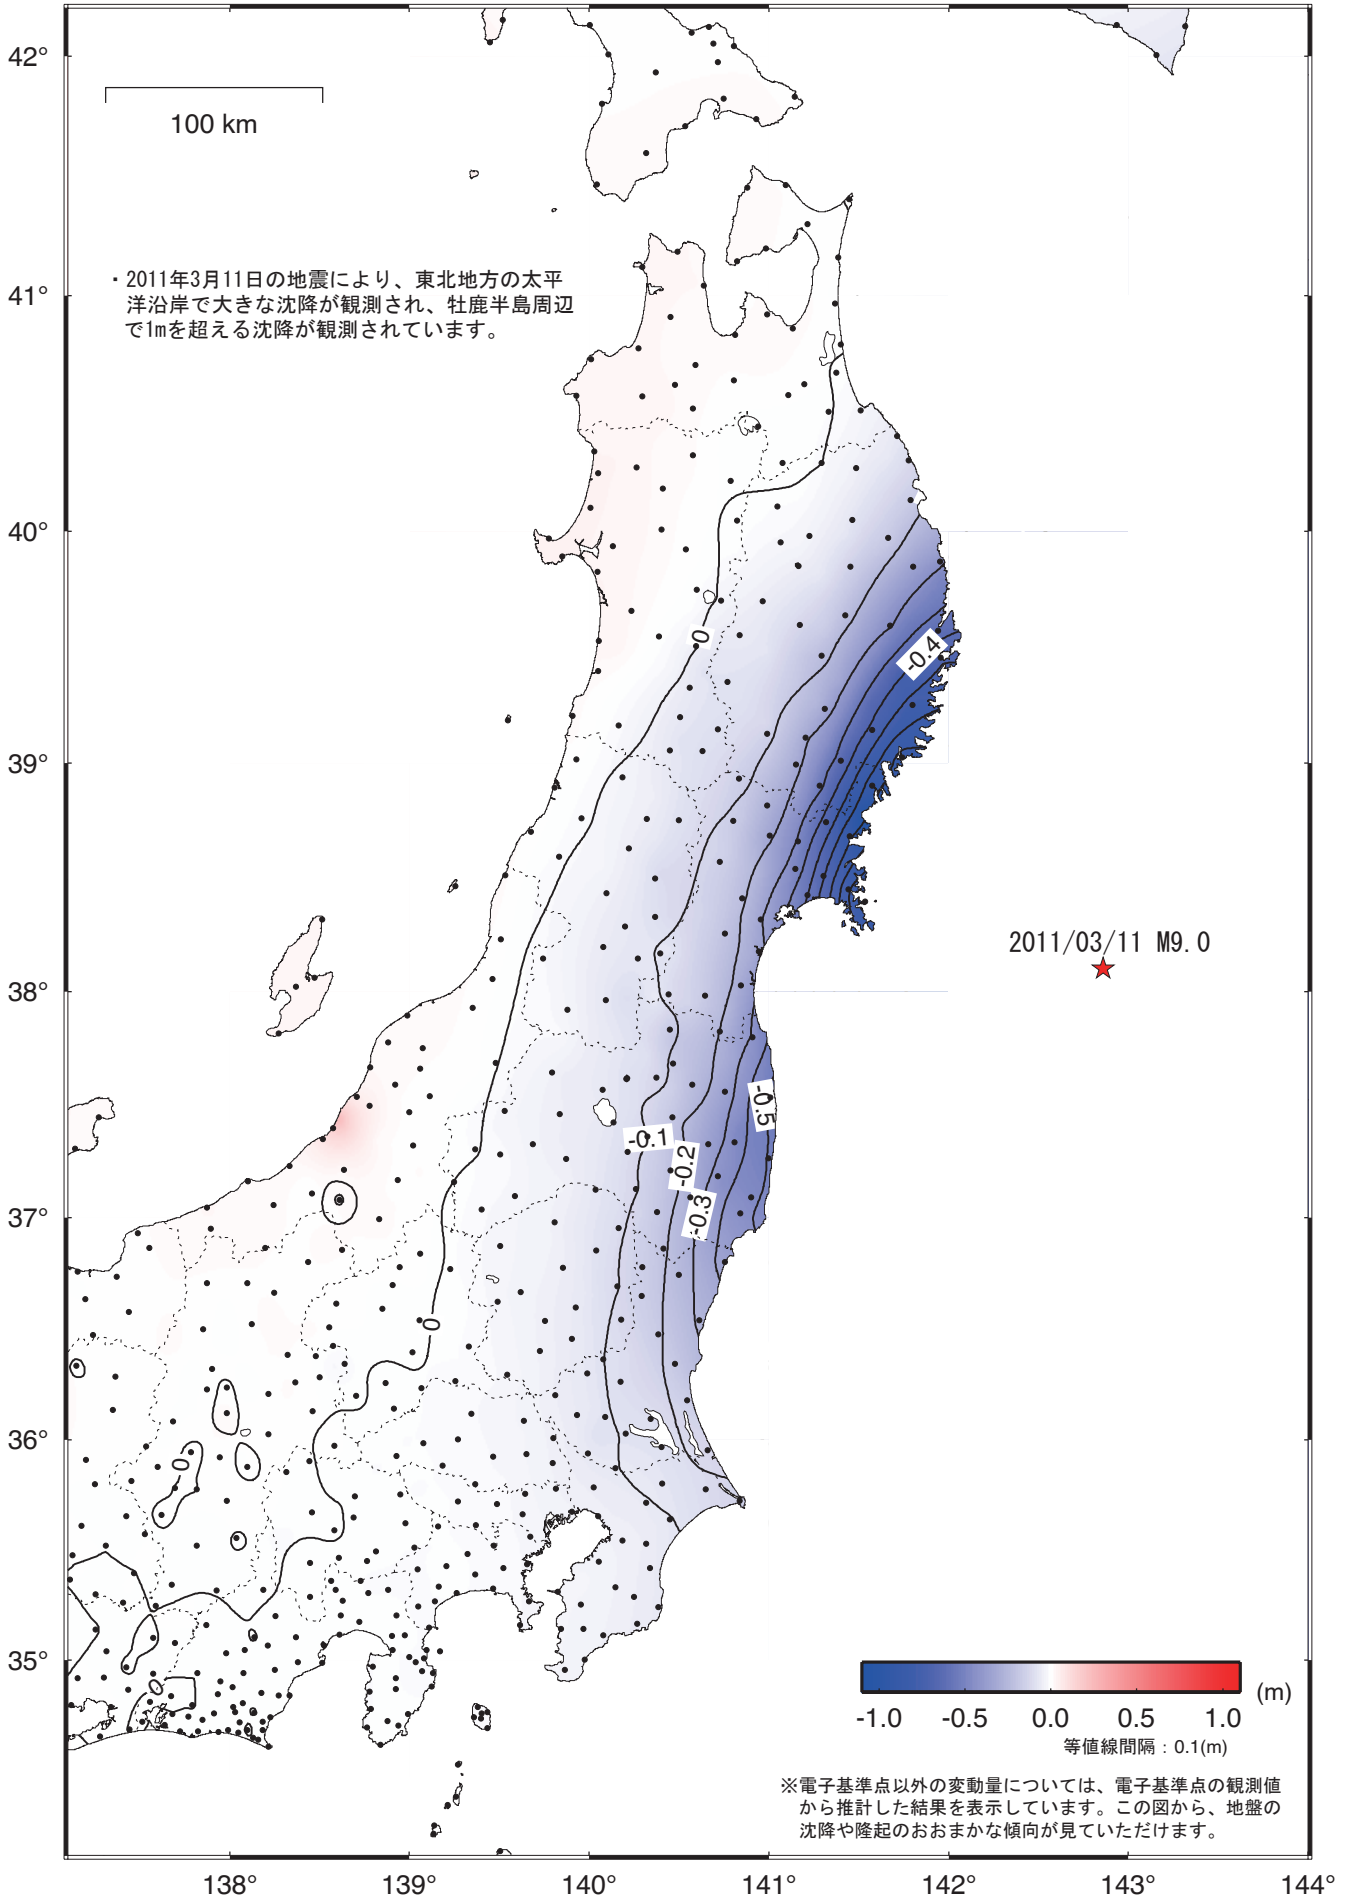 42°
100 km
・2011年3月11日の地震により、東北地方の太平
洋沿岸で大きな沈降が観測され、牡鹿半島周辺
で1mを超える沈降が観測されています。
41°
40°
0
-0.4
39°
2011/03/11 M9.0
38°
-0.5
-0.1
-0.2
-0.3
37°
0
36°
0
35°
0
(m)
-1.0 -0.5 0.0 0.5 1.0
等値線間隔：0.1(m)
※電子基準点以外の変動量については、電子基準点の観測値
から推計した結果を表示しています。この図から、地盤の
沈降や隆起のおおまかな傾向が見ていただけます。
138° 139° 140° 141° 142° 143° 144°